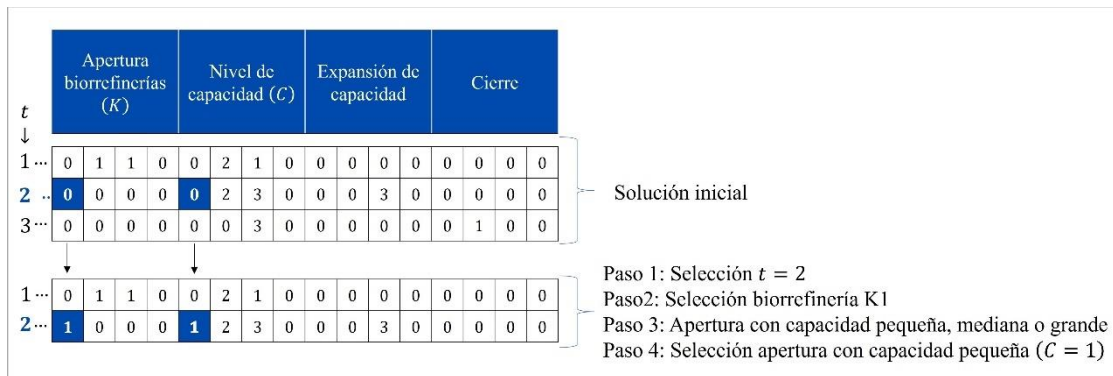 Apertura biorrefinerías (K)
Nivel de capacidad (C)
Expansión de capacidad
Cierre
t
↓
1 ... 0 1 1 0 0 2 1 0 0 0 0 0 0 0 0 0
2 .. 0 0 0 0 0 2 3 0 0 0 3 0 0 0 0 0
3 ... 0 0 0 0 0 0 3 0 0 0 0 0 0 1 0 0
Solución inicial
1 ... 0 1 1 0 0 2 1 0 0 0 0 0 0 0 0 0
2 ... 1 0 0 0 1 2 3 0 0 0 3 0 0 0 0 0
Paso 1: Selección t = 2
Paso2: Selección biorrefinería K1
Paso 3: Apertura con capacidad pequeña, mediana o grande
Paso 4: Selección apertura con capacidad pequeña (C = 1)